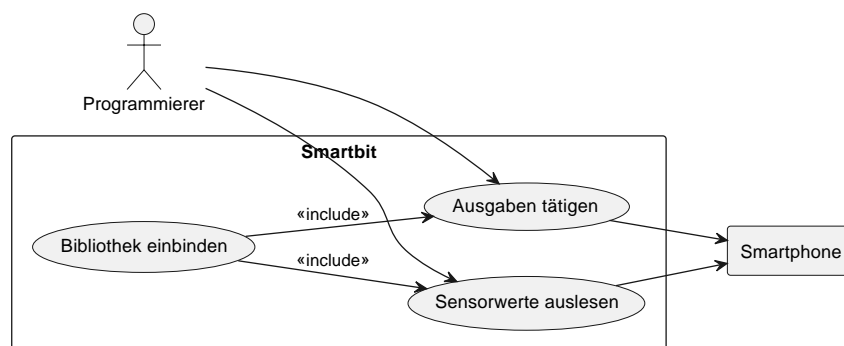 Programmierer
Smartbit
«include»
Ausgaben tätigen
Bibliothek einbinden
Smartphone
«include»
Sensorwerte auslesen